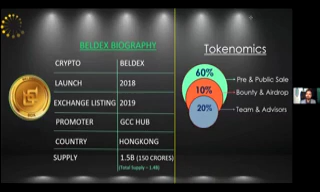 BELDEX BIOGRAPHY
CRYPTO BELDEX
LAUNCH 2018
EXCHANGE LISTING 2019
PROMOTER GCC HUB
COUNTRY HONGKONG
SUPPLY 1.5B (150 CRORES)
(Total Supply - 1.4B)
Tokenomics
60% Pre & Public Sale
10% Bounty & Airdrop
20% Team & Advisors